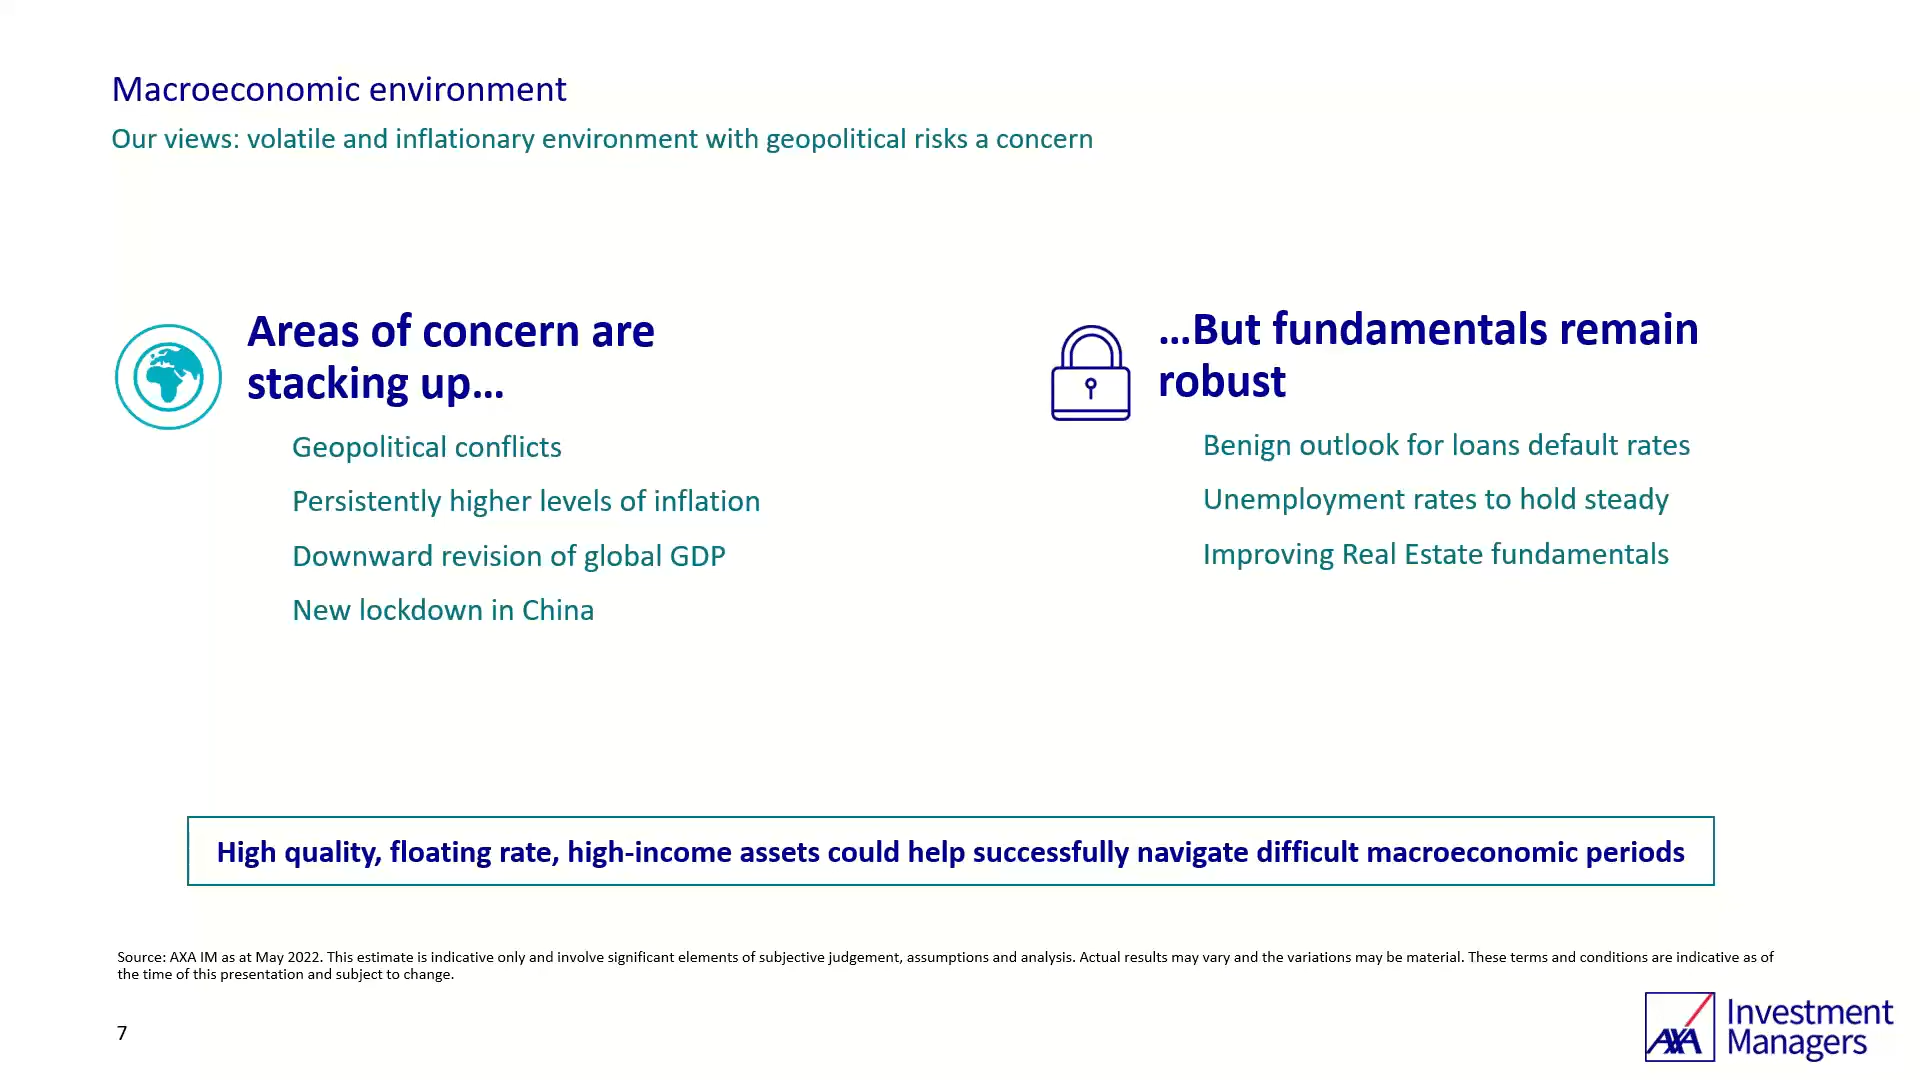 Macroeconomic environment
Our views: volatile and inflationary environment with geopolitical risks a concern
Areas of concern are
stacking up…
Geopolitical conflicts
Persistently higher levels of inflation
Downward revision of global GDP
New lockdown in China
…But fundamentals remain
robust
Benign outlook for loans default rates
Unemployment rates to hold steady
Improving Real Estate fundamentals
High quality, floating rate, high-income assets could help successfully navigate difficult macroeconomic periods
Source: AXA IM as at May 2022. This estimate is indicative only and involve significant elements of subjective judgement, assumptions and analysis. Actual results may vary and the variations may be material. These terms and conditions are indicative as of
the time of this presentation and subject to change.
7
AXA
Investment
Managers